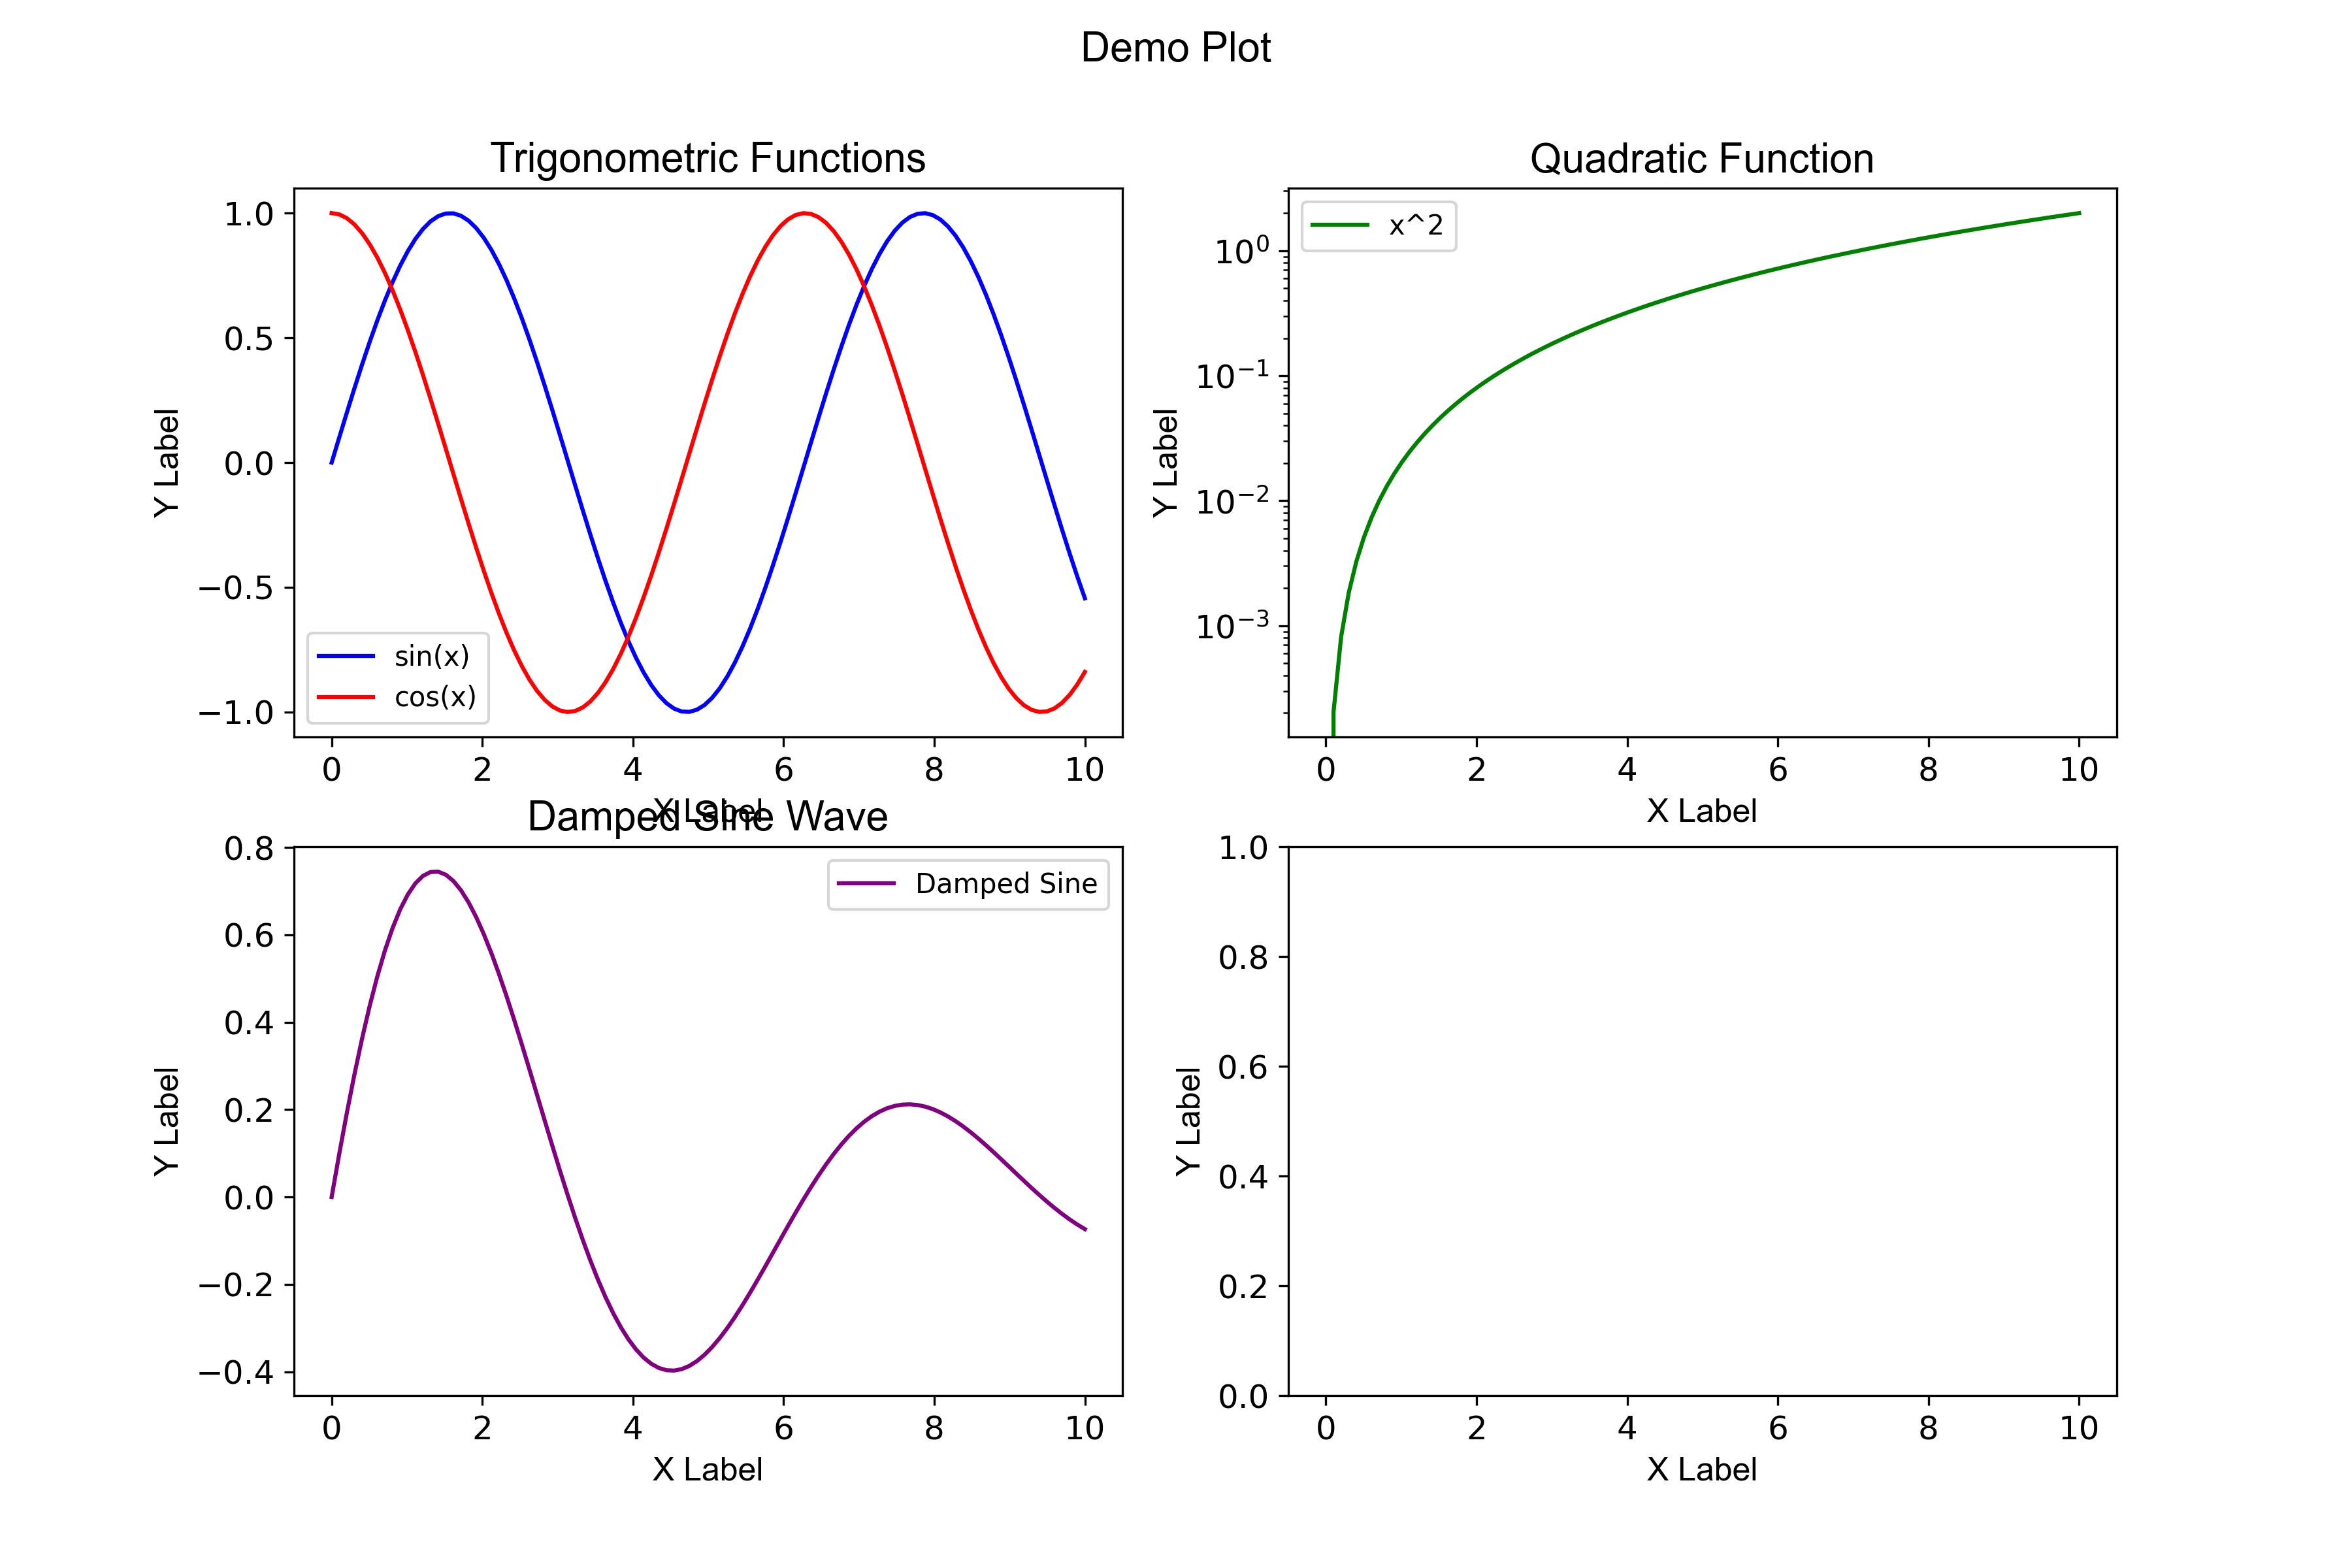 Demo Plot
Trigonometric Functions
1.0
0.5
0.0
−0.5
−1.0
Y Label
sin(x)
cos(x)
0 2 4 6 8 10
X Label
Quadratic Function
x^2
10^0
10^−1
10^−2
10^−3
Y Label
0 2 4 6 8 10
X Label
Damped Sine Wave
0.8
0.6
0.4
0.2
0.0
−0.2
−0.4
Y Label
Damped Sine
0 2 4 6 8 10
X Label
1.0
0.8
0.6
0.4
0.2
0.0
Y Label
0 2 4 6 8 10
X Label